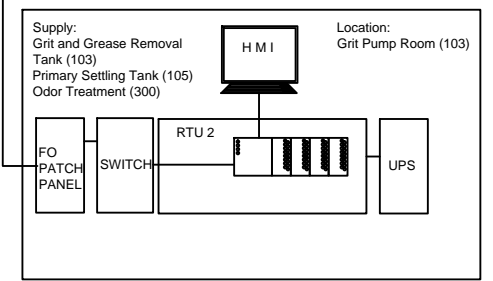 Supply:
Grit and Grease Removal
Tank (103)
Primary Settling Tank (105)
Odor Treatment (300)
Location:
Grit Pump Room (103)
H M I
RTU 2
FO
PATCH
PANEL
SWITCH
UPS